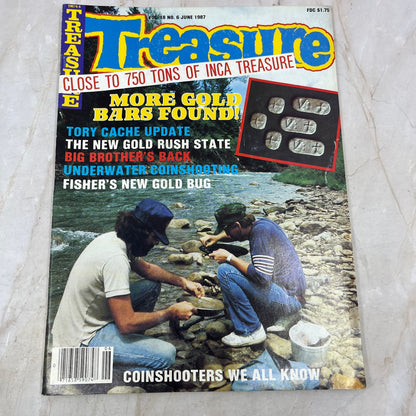 VOL. 18 NO. 6 JUNE 1987
FDC $1.75
TREASURE
Treasure
CLOSE TO 750 TONS OF INCA TREASURE
MORE GOLD
BARS FOUND!
TORY CACHE UPDATE
THE NEW GOLD RUSH STATE
BIG BROTHER'S BACK
UNDERWATER COINSHOOTING
FISHER'S NEW GOLD BUG
COINSHOOTERS WE ALL KNOW